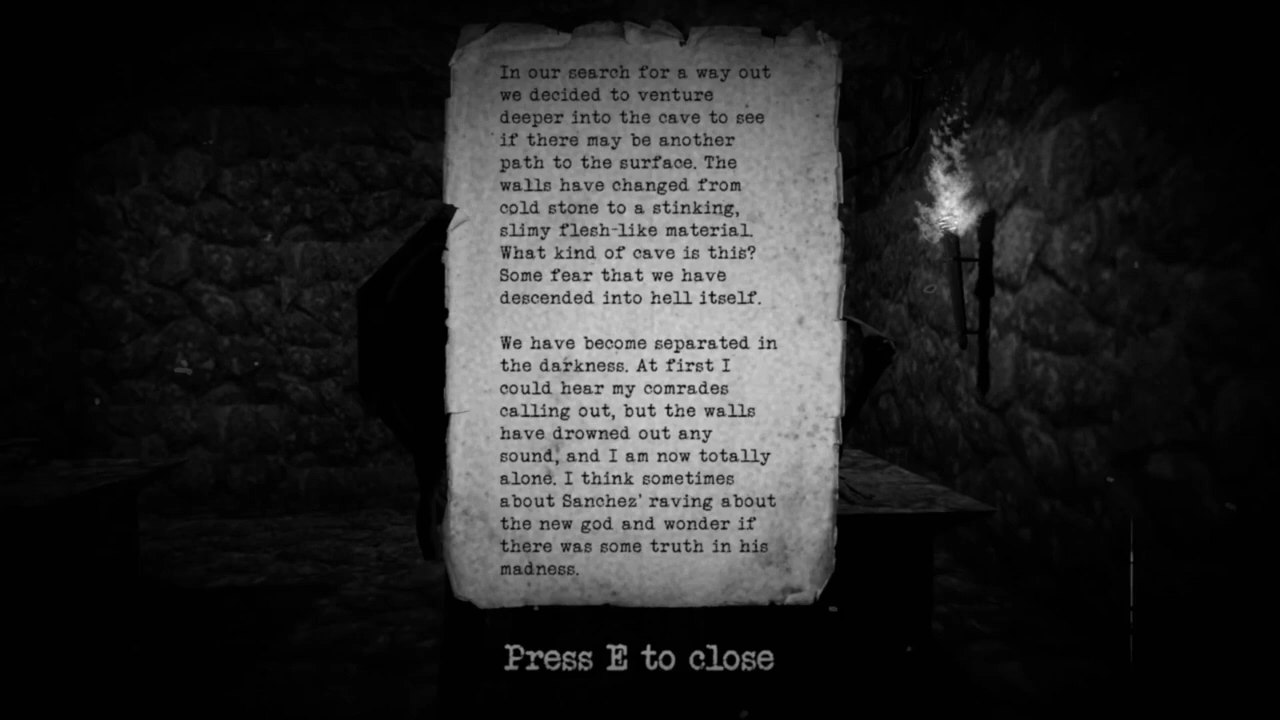 In our search for a way out
we decided to venture
deeper into the cave to see
if there may be another
path to the surface. The
walls have changed from
cold stone to a stinking,
slimy flesh-like material.
What kind of cave is this?
Some fear that we have
descended into hell itself.
We have become separated in
the darkness. At first I
could hear my comrades
calling out, but the walls
have drowned out any
sound, and I am now totally
alone. I think sometimes
about Sanchez' raving about
the new god and wonder if
there was some truth in his
madness.
Press E to close